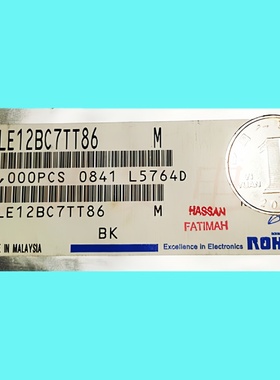 LE12BC7TT86 M
,000PCS 0841 L5764D
LE12BC7TT86 M
HASSAN
FATIMAH
BK
E IN MALAYSIA
Excellence in Electronics
ROH